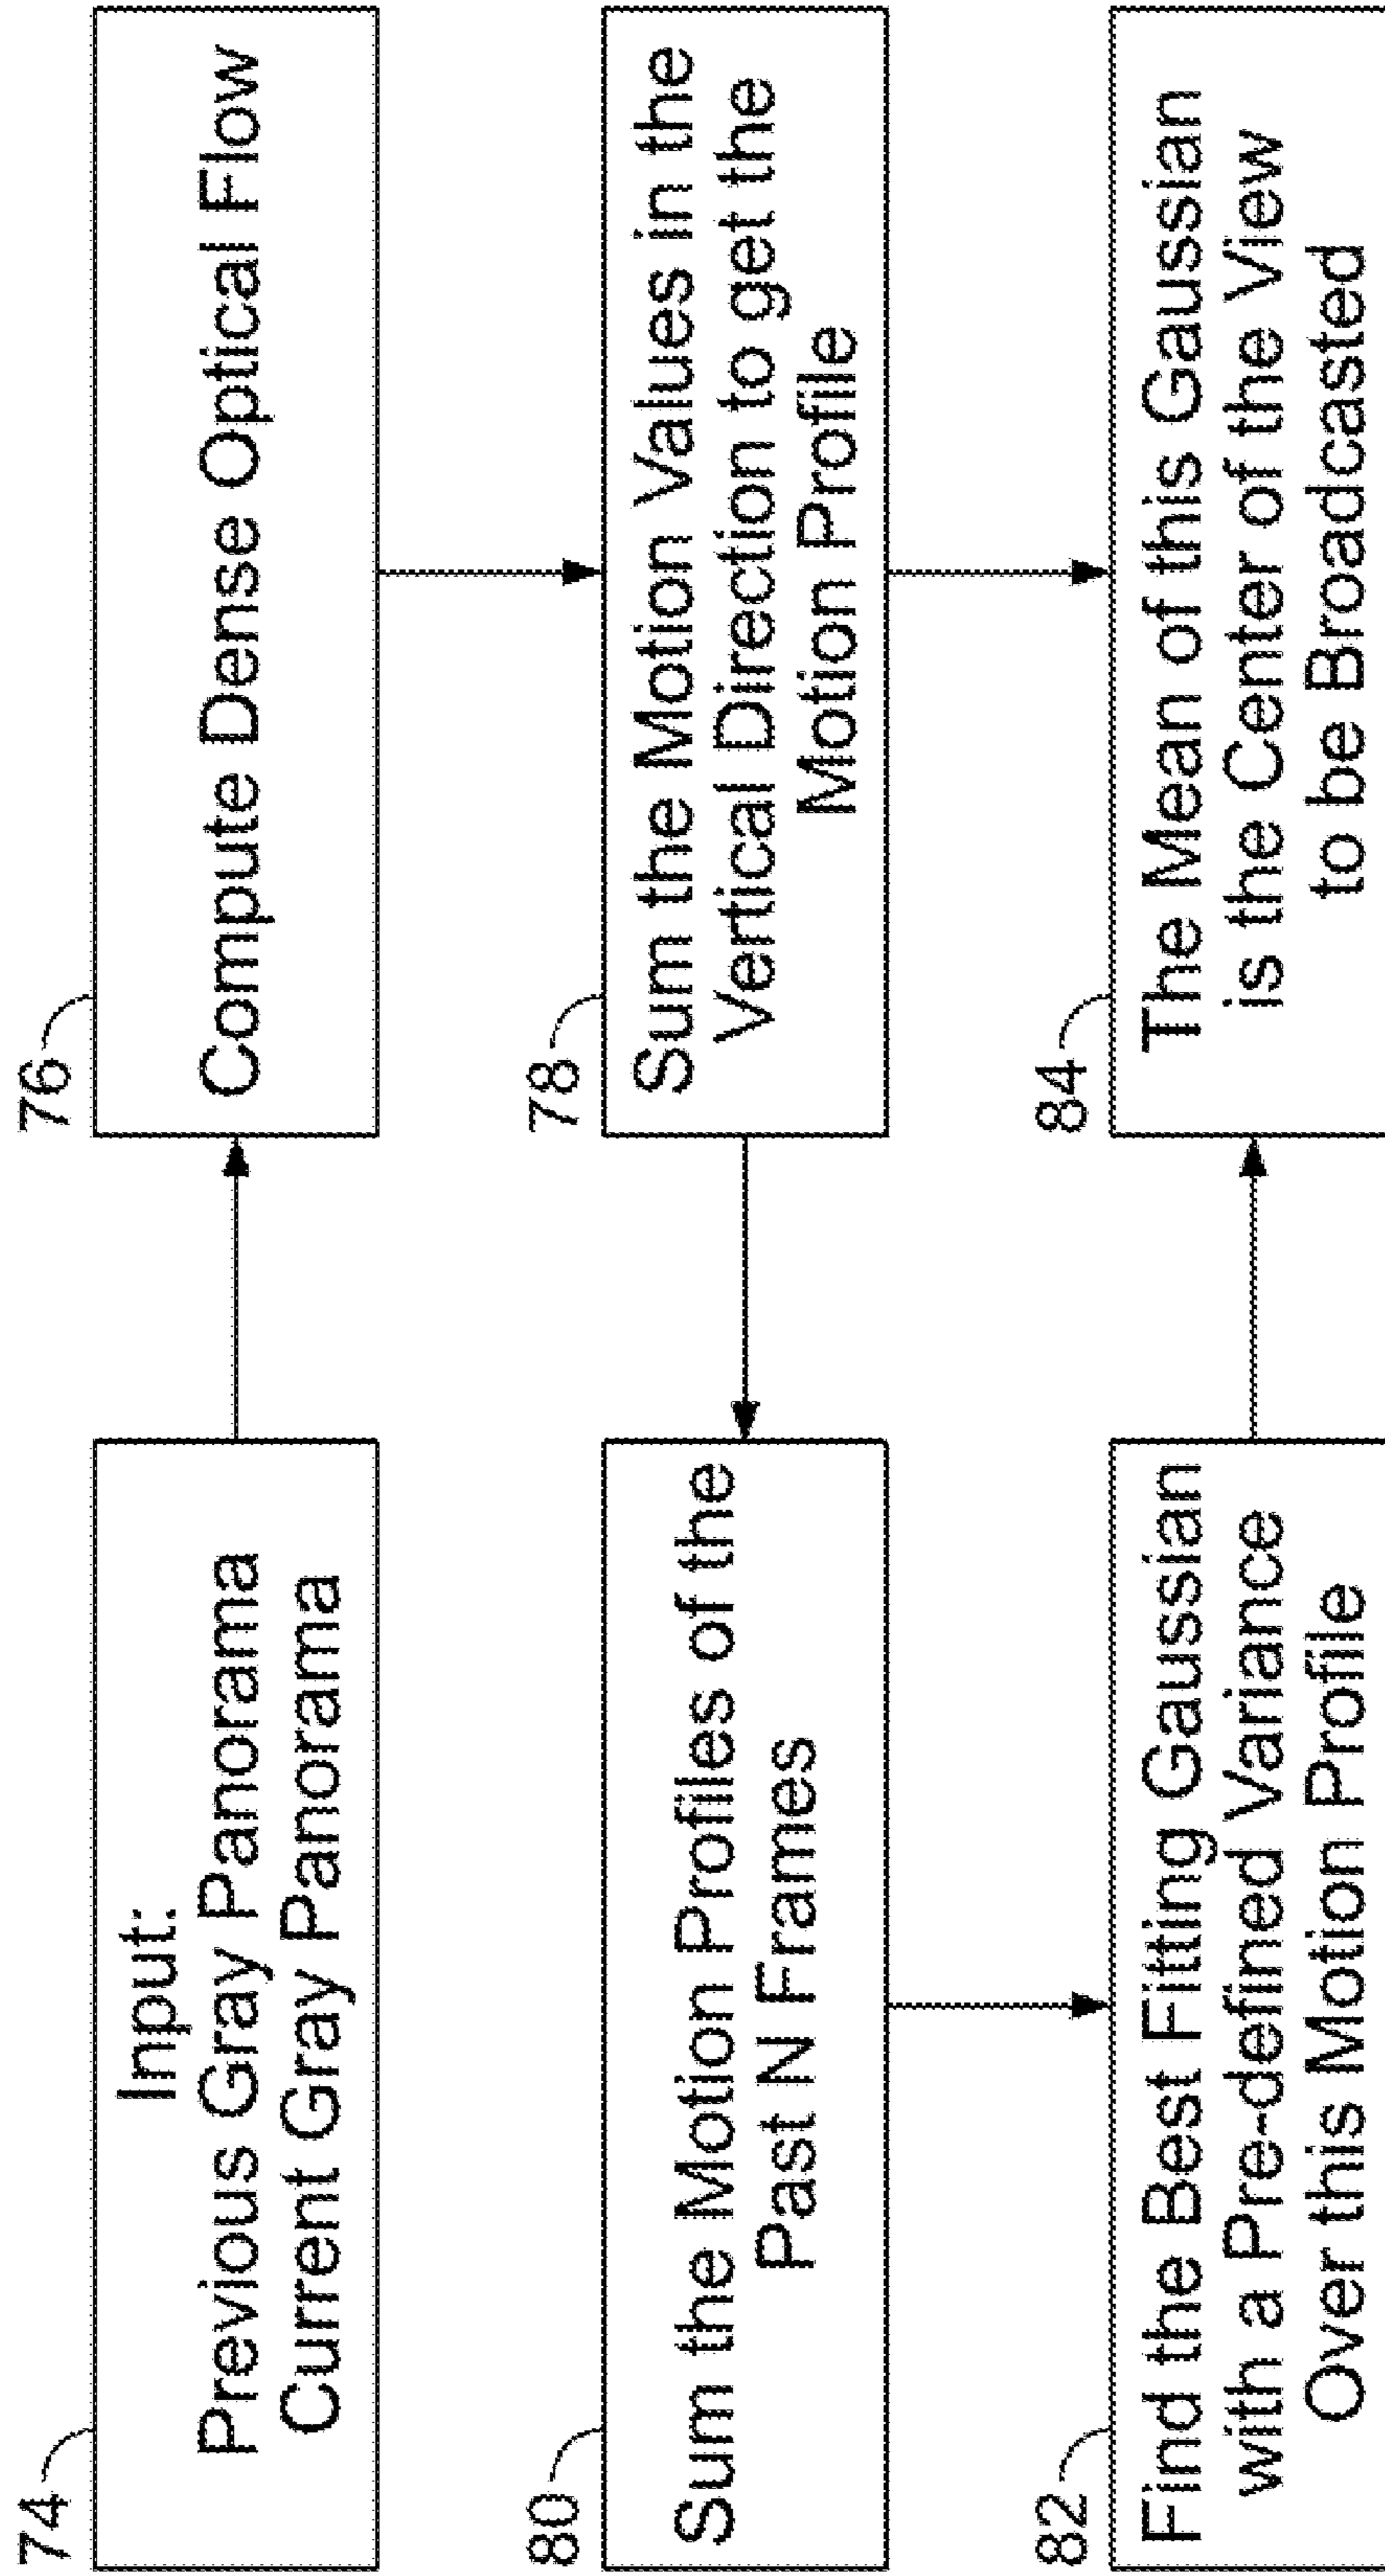 74
Input:
Previous Gray Panorama
Current Gray Panorama
76
Compute Dense Optical Flow
78
Sum the Motion Values in the
Vertical Direction to get the
Motion Profile
80
Sum the Motion Profiles of the
Past N Frames
82
Find the Best Fitting Gaussian
with a Pre-defined Variance
Over this Motion Profile
84
The Mean of this Gaussian
is the Center of the View
to be Broadcasted